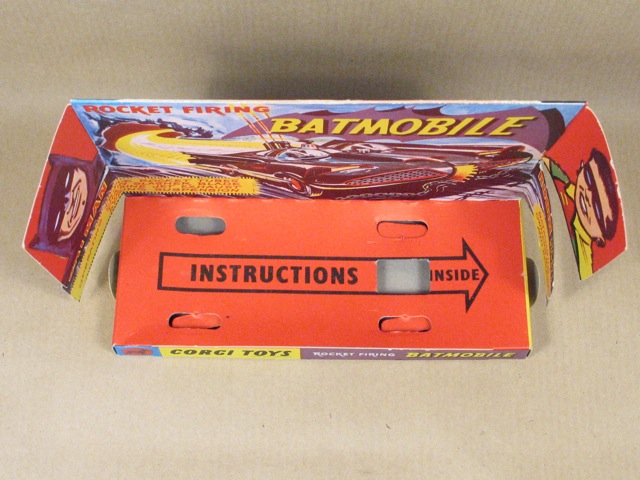 ROCKET FIRING
BATMOBILE
INSTRUCTIONS INSIDE
CORGI TOYS ROCKET FIRING BATMOBILE